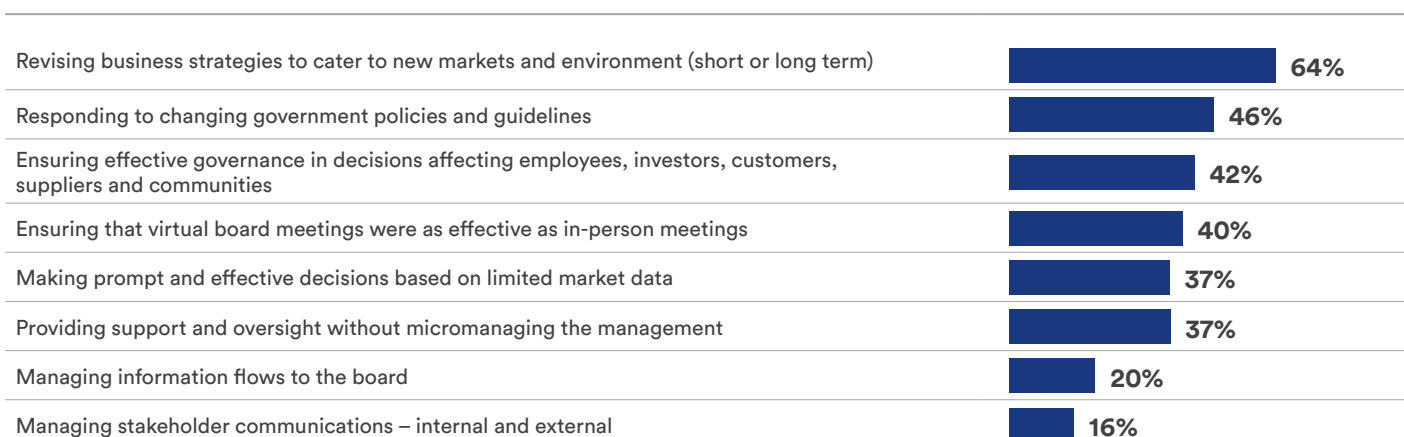 Revising business strategies to cater to new markets and environment (short or long term) 64%
Responding to changing government policies and guidelines 46%
Ensuring effective governance in decisions affecting employees, investors, customers,
suppliers and communities 42%
Ensuring that virtual board meetings were as effective as in-person meetings 40%
Making prompt and effective decisions based on limited market data 37%
Providing support and oversight without micromanaging the management 37%
Managing information flows to the board 20%
Managing stakeholder communications – internal and external 16%